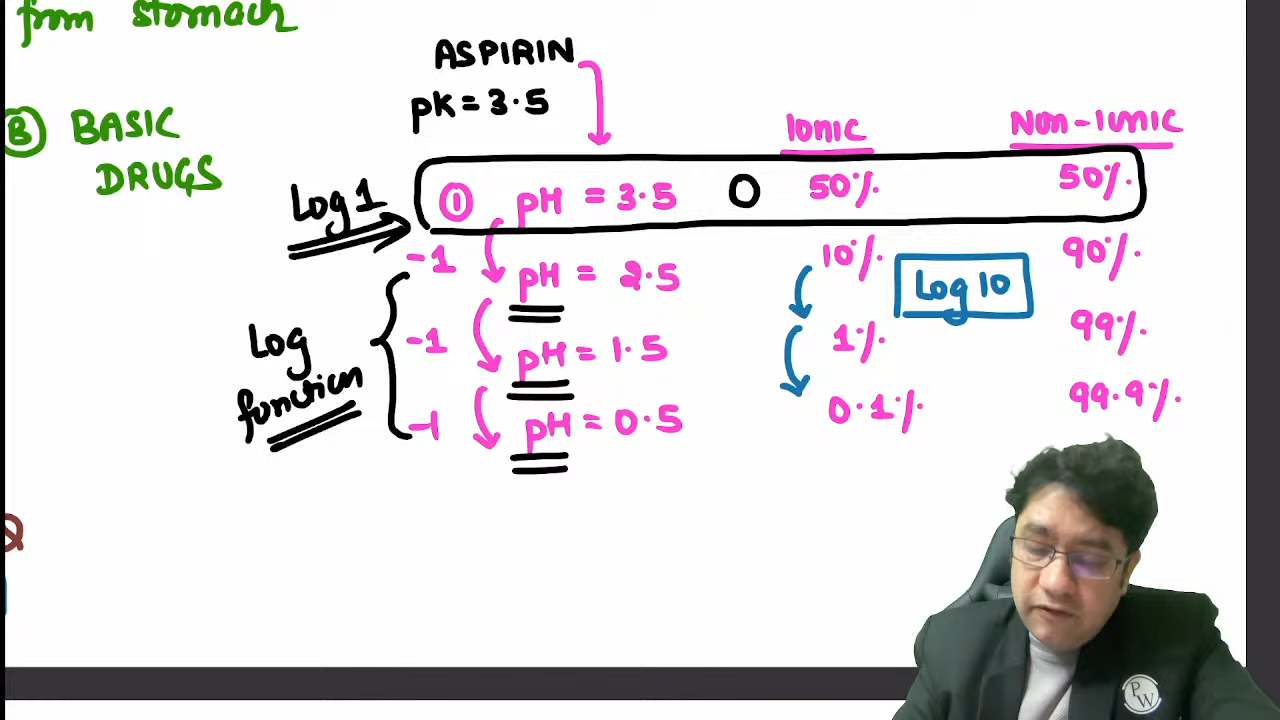 from stomach
ASPIRIN
pk = 3.5
Ionic
Non-Iunic
B BASIC
DRUGS
Log 1
① pH = 3.5 0 50% 50%
-1
pH = 2.5 10% 90%
Log 10
Log
function
-1
pH = 1.5 1% 99%
-1
pH = 0.5 0.1% 99.9%
Q
PW